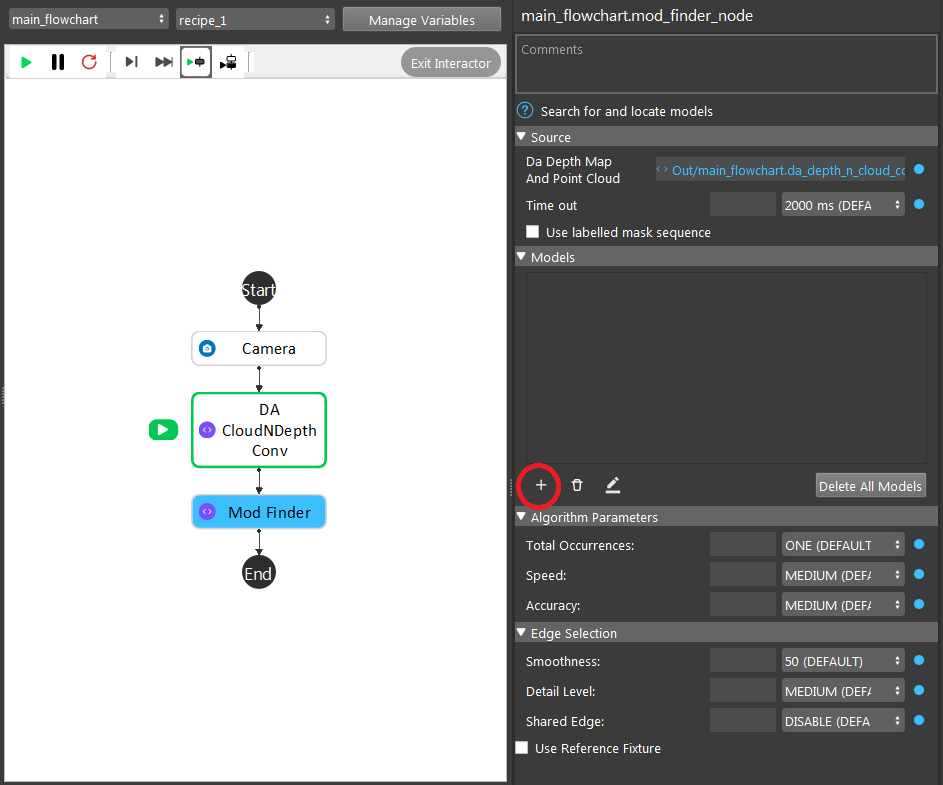 main_flowchart
recipe_1
Manage Variables
Exit Interactor
Start
Camera
DA
CloudNDepth
Conv
Mod Finder
End
main_flowchart.mod_finder_node
Comments
? Search for and locate models
Source
Da Depth Map
And Point Cloud
Out/main_flowchart.da_depth_n_cloud_cc
Time out
2000 ms (DEFA
Use labelled mask sequence
Models
Delete All Models
Algorithm Parameters
Total Occurrences:
ONE (DEFAULT
Speed:
MEDIUM (DEFA
Accuracy:
MEDIUM (DEFA
Edge Selection
Smoothness:
50 (DEFAULT)
Detail Level:
MEDIUM (DEFA
Shared Edge:
DISABLE (DEFA
Use Reference Fixture